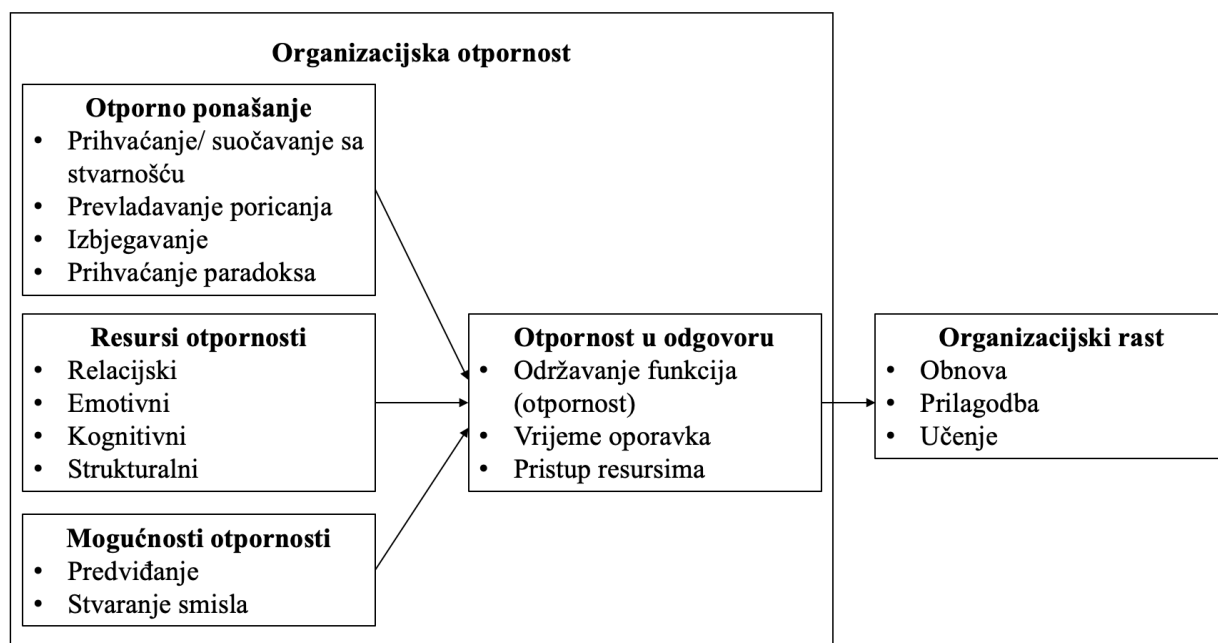 Organizacijska otpornost
Otporno ponašanje
• Prihvaćanje/ suočavanje sa
stvarnošću
• Prevladavanje poricanja
• Izbjegavanje
• Prihvaćanje paradoksa
Resursi otpornosti
• Relacijski
• Emotivni
• Kognitivni
• Strukturalni
Mogućnosti otpornosti
• Predviđanje
• Stvaranje smisla
Otpornost u odgovoru
• Održavanje funkcija
(otpornost)
• Vrijeme oporavka
• Pristup resursima
Organizacijski rast
• Obnova
• Prilagodba
• Učenje